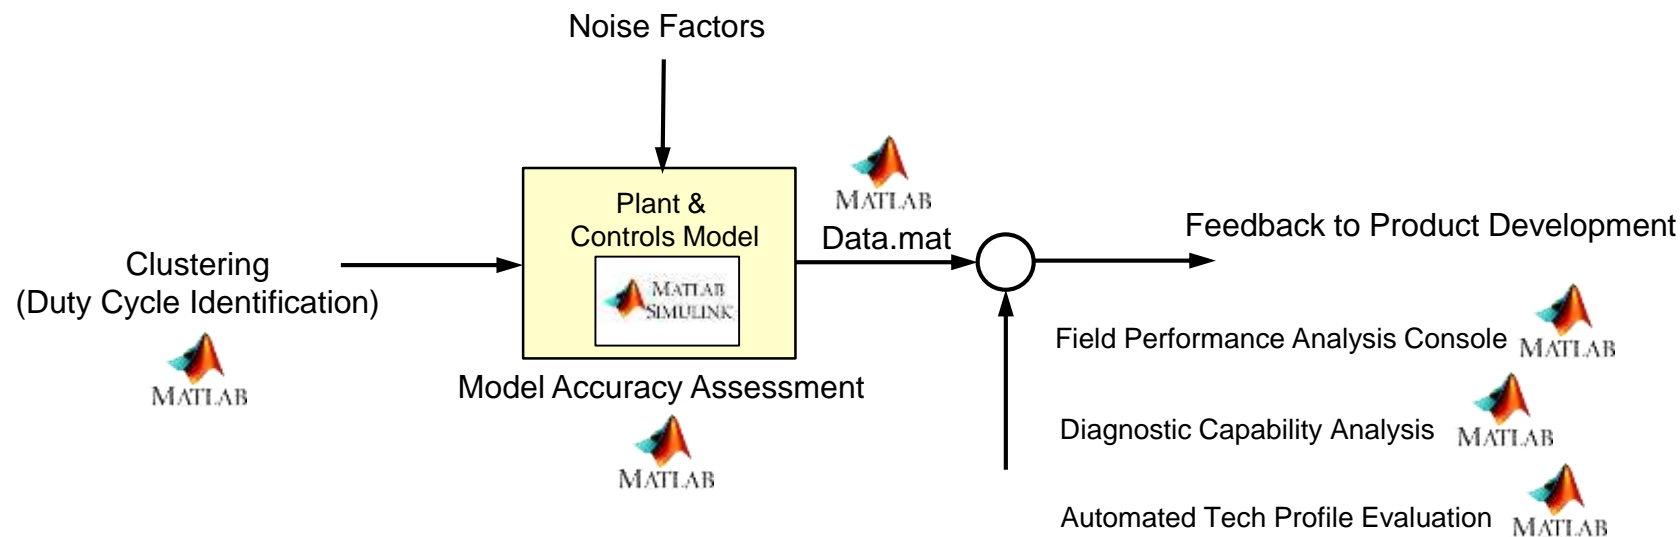 Noise Factors
MATLAB
Plant &
Controls Model
MATLAB
SIMULINK
Data.mat
Feedback to Product Development
Clustering
(Duty Cycle Identification)
MATLAB
Model Accuracy Assessment
MATLAB
Field Performance Analysis Console
MATLAB
Diagnostic Capability Analysis
MATLAB
Automated Tech Profile Evaluation
MATLAB